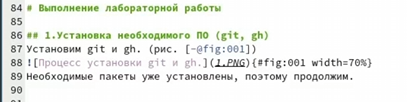 84 # Выполнение лабораторной работы
85
86 ## 1.Установка необходимого ПО (git, gh)
87 Установим git и gh. (рис. [-@fig:001])
88 ![Процесс установки git и gh.](1.PNG){#fig:001 width=70%}
89 Необходимые пакеты уже установлены, поэтому продолжим.
90